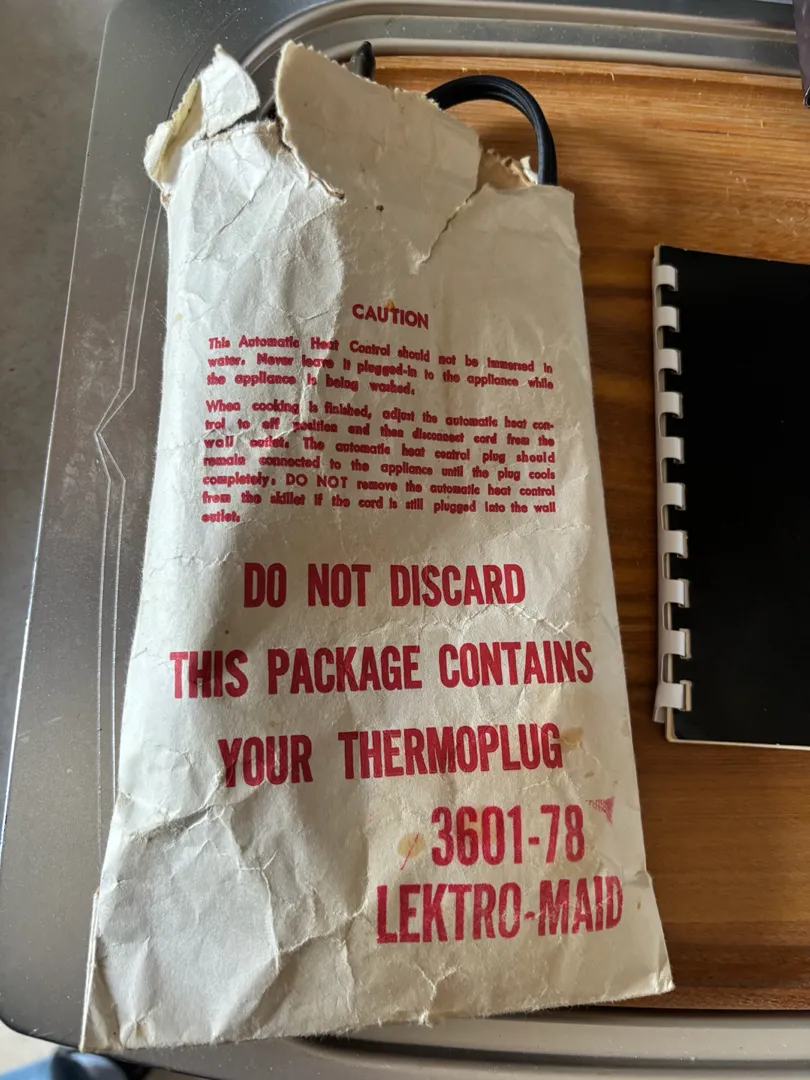 CAUTION
This Automatic Heat Control should not be immersed in
water. Never leave it plugged-in to the appliance while
the appliance is being washed.
When cooking is finished, adjust the automatic heat con-
trol to off position and then disconnect cord from the
wall outlet. The automatic heat control plug should
remain connected to the appliance until the plug cools
completely. DO NOT remove the automatic heat control
from the skillet if the cord is still plugged into the wall
outlet.
DO NOT DISCARD
THIS PACKAGE CONTAINS
YOUR THERMOPLUG
3601-78
LEKTRO-MAID